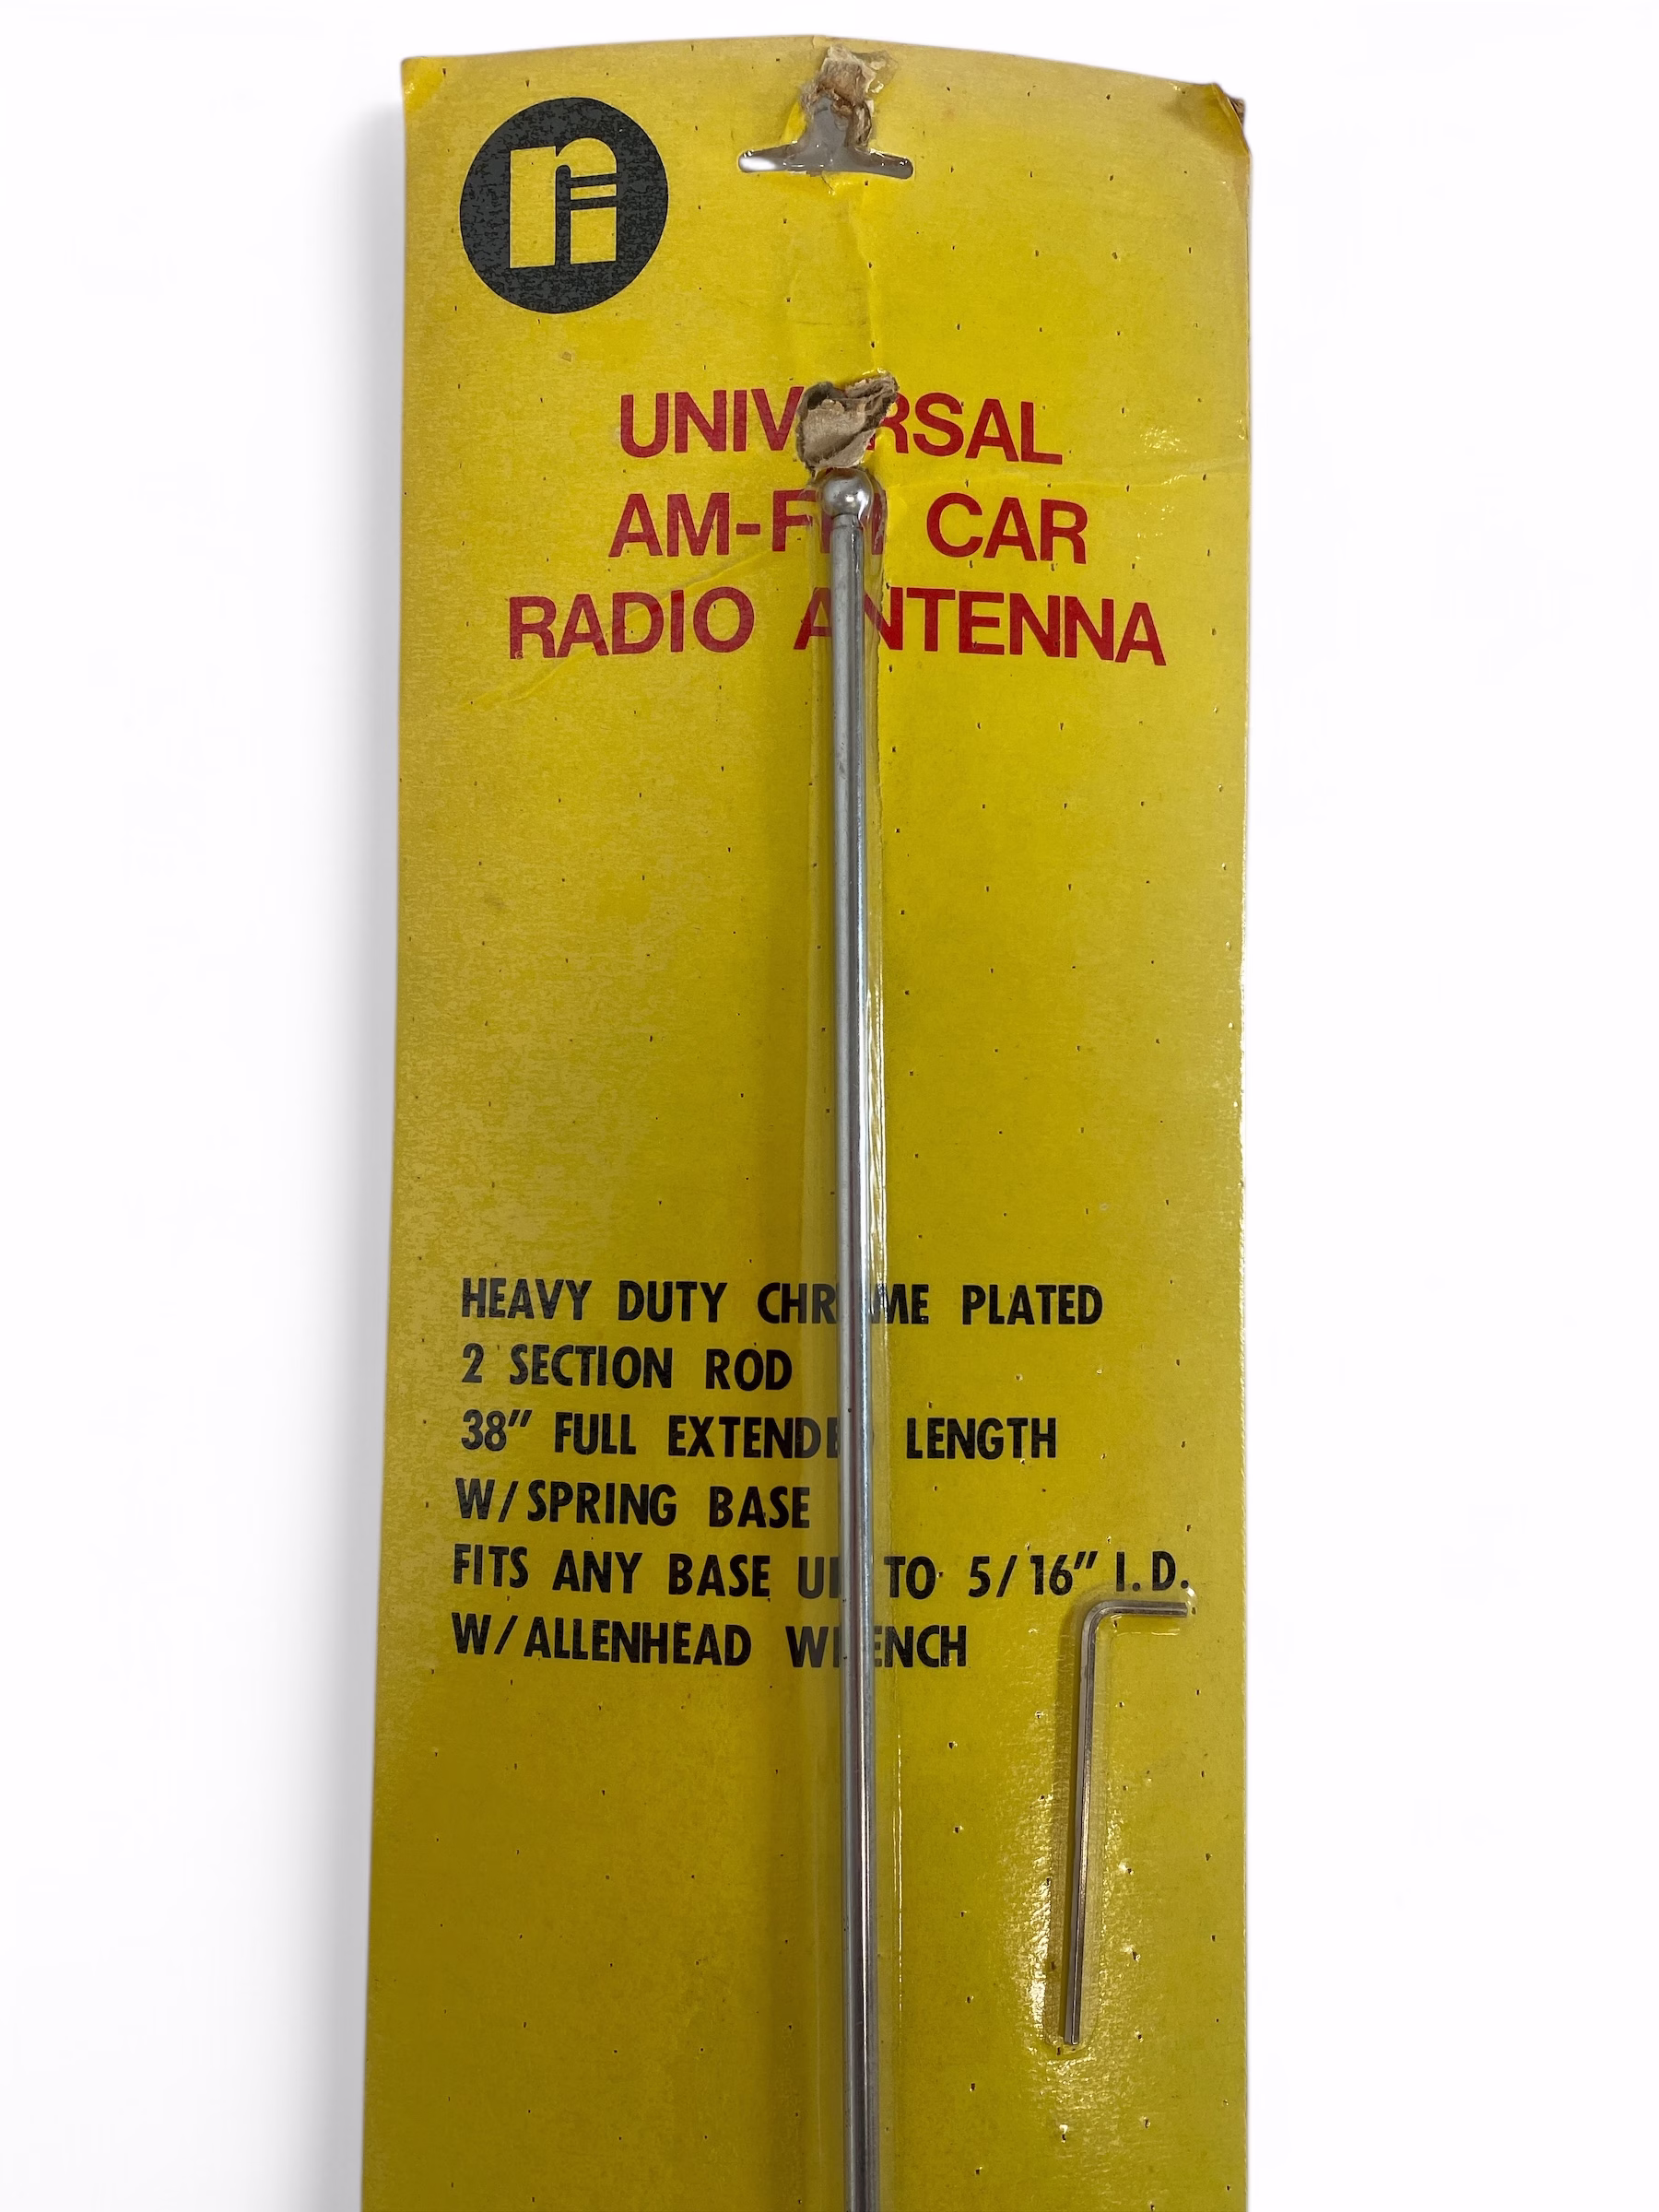 ri
UNIVERSAL
AM-FM CAR
RADIO ANTENNA
HEAVY DUTY CHROME PLATED
2 SECTION ROD
38" FULL EXTENDED LENGTH
W/SPRING BASE
FITS ANY BASE UP TO 5/16" I.D.
W/ALLENHEAD WRENCH